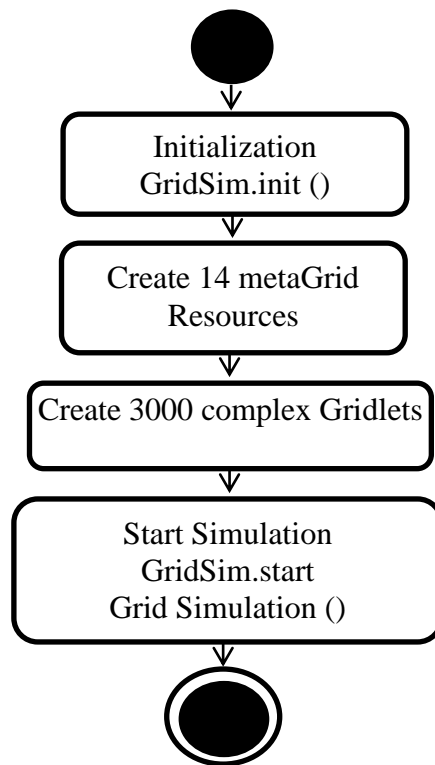 Initialization
GridSim.init ()
Create 14 metaGrid
Resources
Create 3000 complex Gridlets
Start Simulation
GridSim.start
Grid Simulation ()